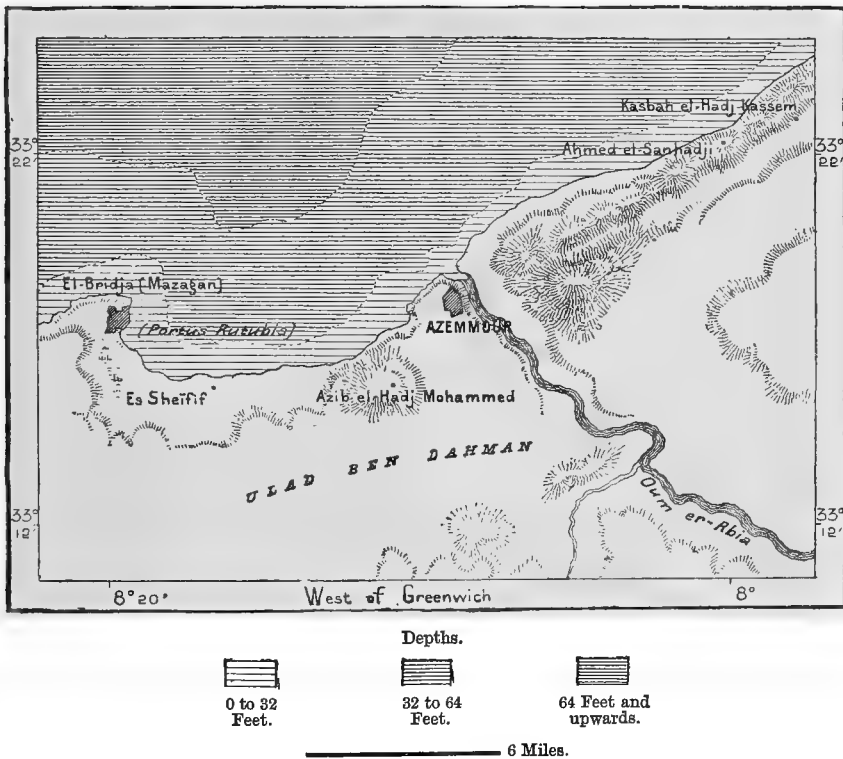 Kasbah el-Hadj Kassem
33°
22'
Ahmed el-Sanhadji
33°
22'
El-Bridja (Mazagan)
(Portus Rutubis)
AZEMMOUR
Es Sheïfif
Azib el-Hadj Mohammed
ULAD BEN DAHMAN
Oum er-Rbia
33°
12'
33°
12'
8°20'
West of Greenwich
8°
Depths.
0 to 32
Feet.
32 to 64
Feet.
64 Feet and
upwards.
6 Miles.